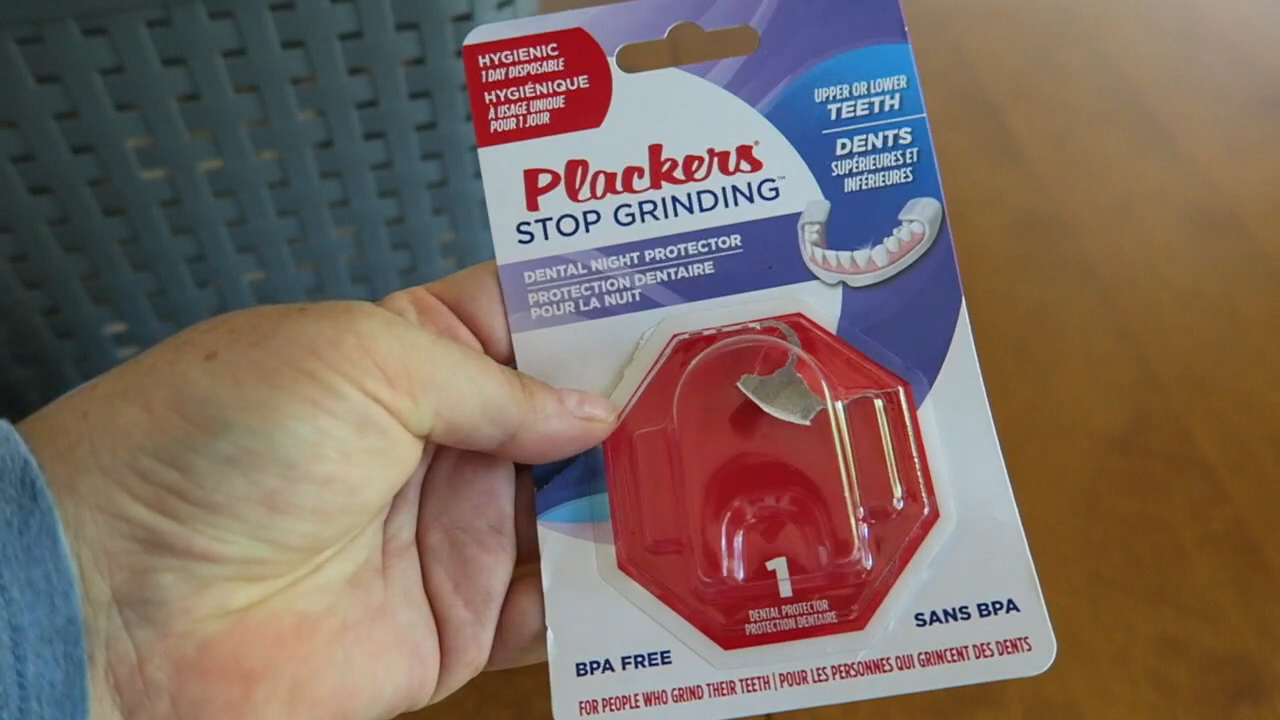 HYGIENIC
1 DAY DISPOSABLE
HYGIÉNIQUE
À USAGE UNIQUE
POUR 1 JOUR
UPPER OR LOWER
TEETH
DENTS
SUPÉRIEURES ET
INFÉRIEURES
Plackers®
STOP GRINDING™
DENTAL NIGHT PROTECTOR
PROTECTION DENTAIRE
POUR LA NUIT
1
DENTAL PROTECTOR
PROTECTION DENTAIRE
BPA FREE
SANS BPA
FOR PEOPLE WHO GRIND THEIR TEETH | POUR LES PERSONNES QUI GRINCENT DES DENTS